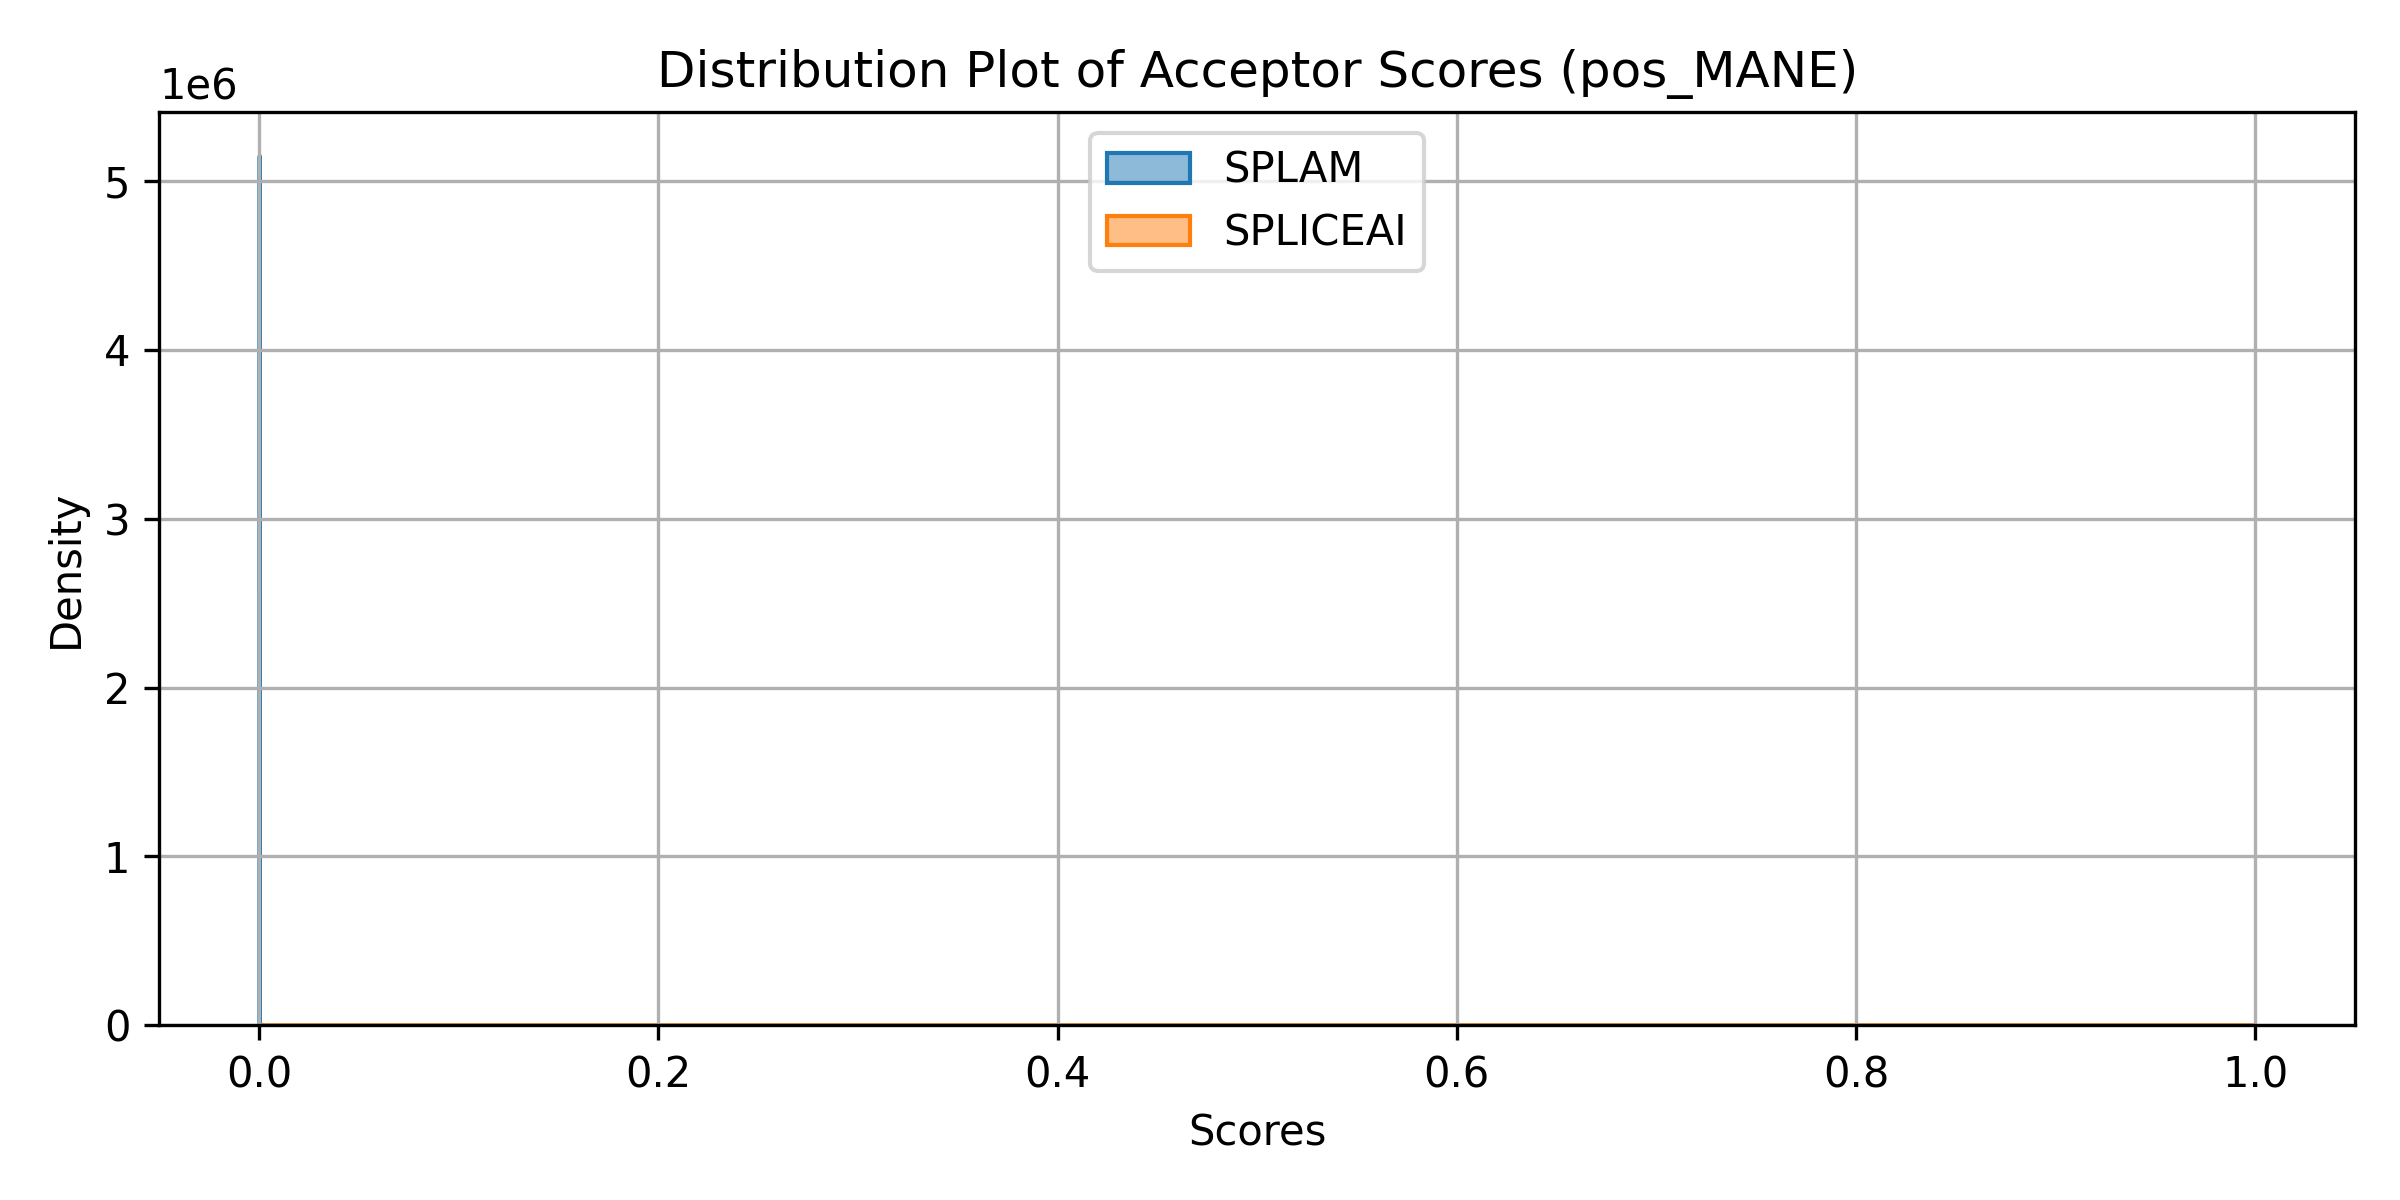 Distribution Plot of Acceptor Scores (pos_MANE)
1e6
SPLAM
SPLICEAI
5
4
3
2
1
0
Density
0.0 0.2 0.4 0.6 0.8 1.0
Scores